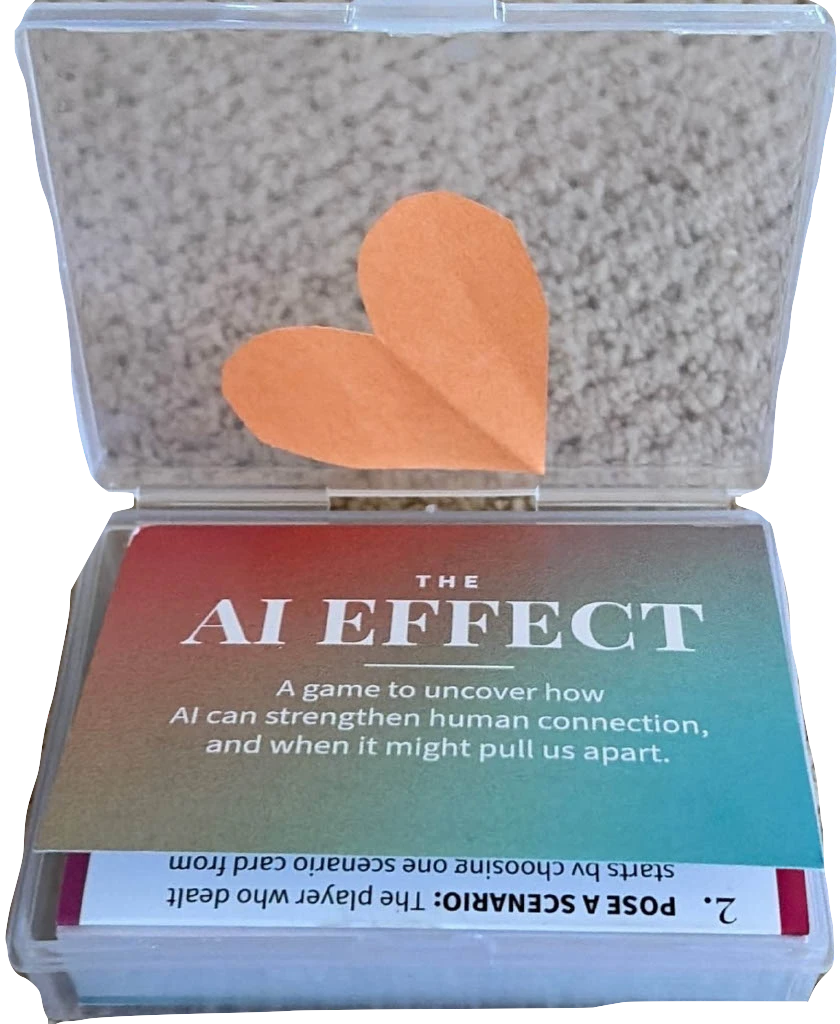 THE
AI EFFECT
A game to uncover how
AI can strengthen human connection,
and when it might pull us apart.
2. POSE A SCENARIO: The player who dealt
starts by choosing one scenario card from